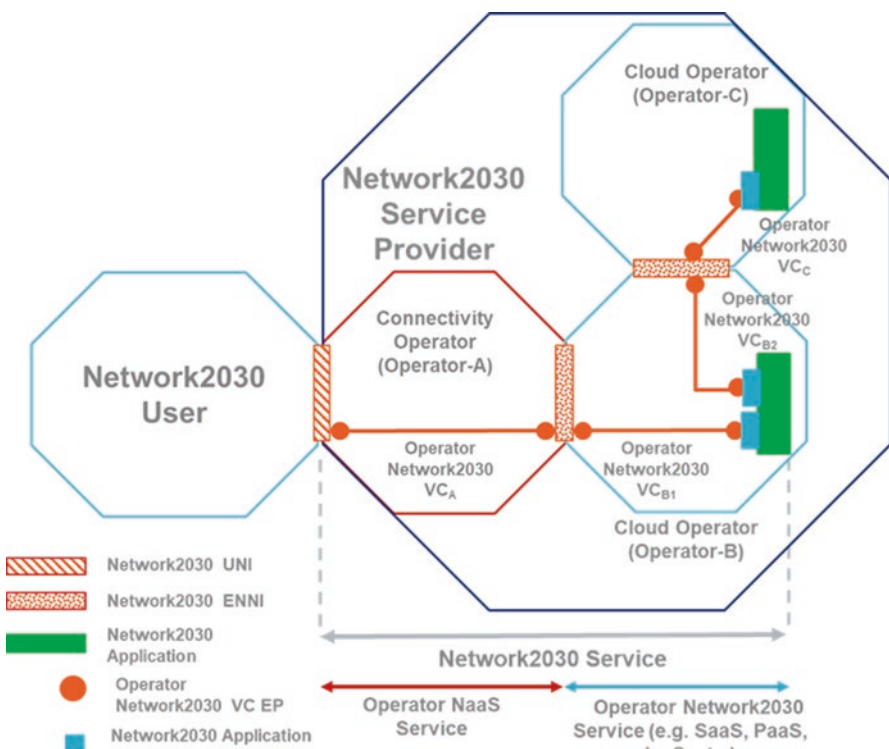 Cloud Operator
(Operator-C)
Network2030
Service
Provider
Operator
Network2030
VCC
Operator
Network2030
VCB2
Connectivity
Operator
(Operator-A)
Network2030
User
Operator
Network2030
VCA
Operator
Network2030
VCB1
Cloud Operator
(Operator-B)
Network2030 UNI
Network2030 ENNI
Network2030
Application
Operator
Network2030 VC EP
Network2030 Application
Network2030 Service
Operator NaaS
Service
Operator Network2030
Service (e.g. SaaS, PaaS,